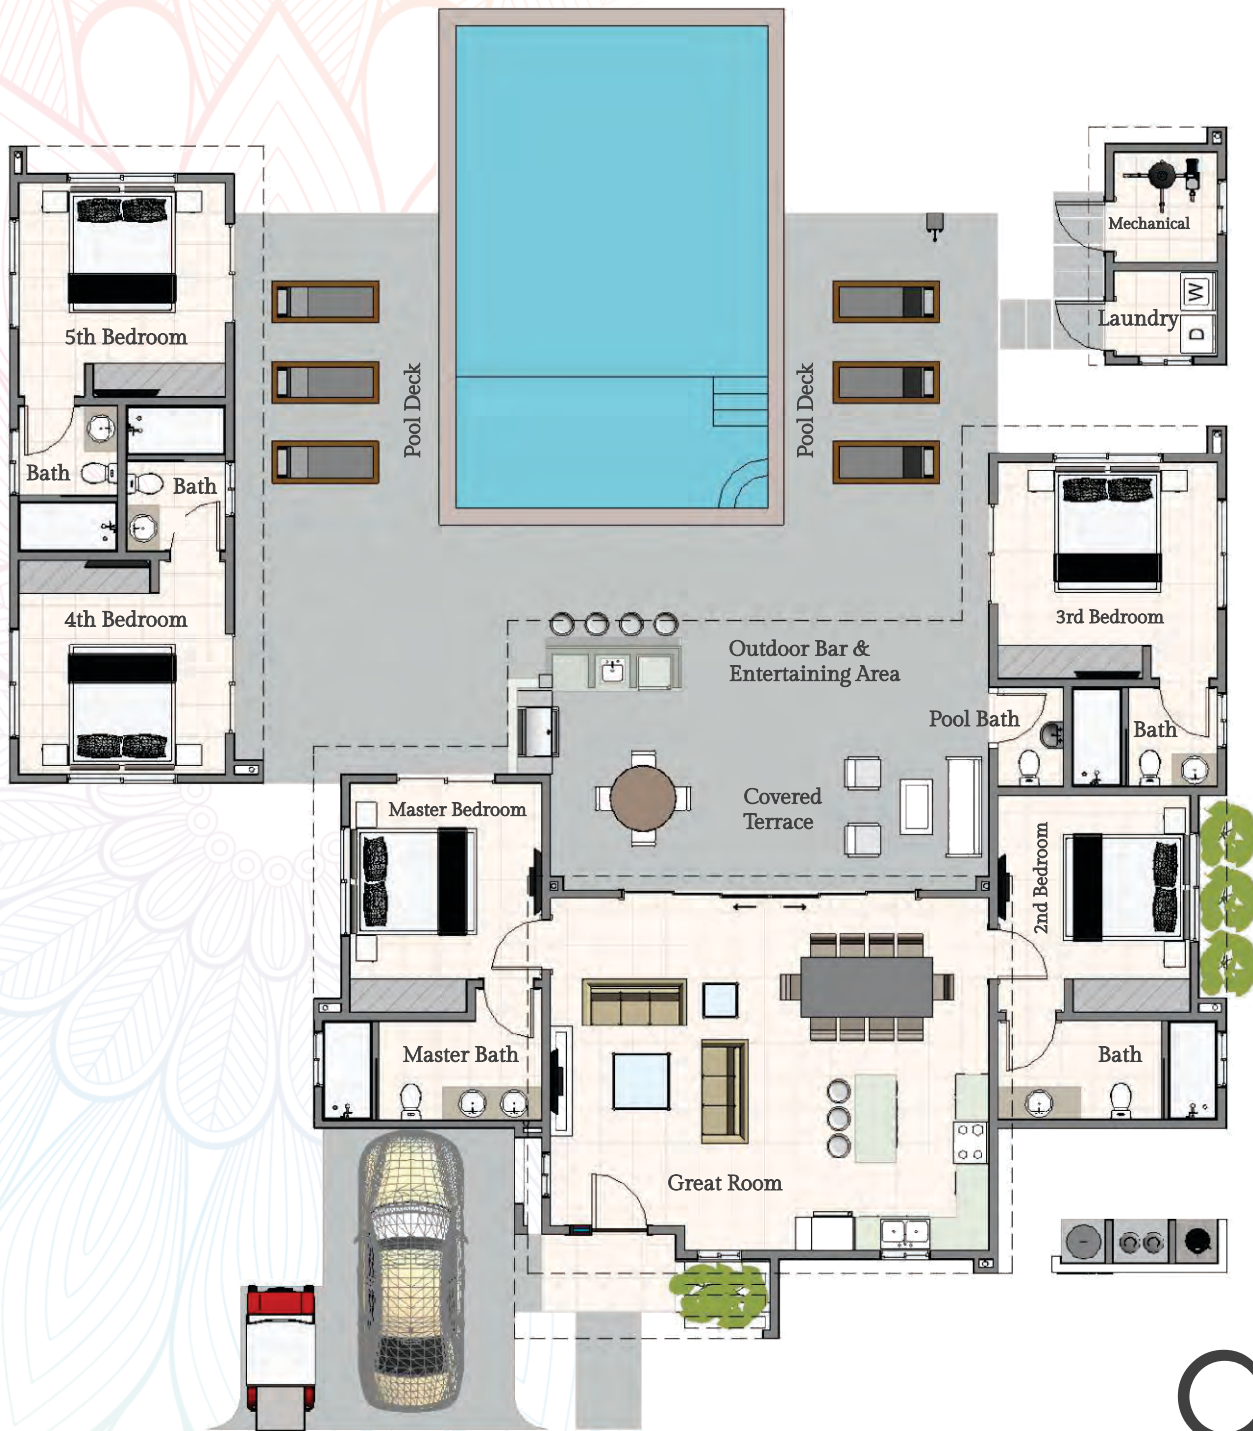 Mechanical
W
Laundry
D
5th Bedroom
Pool Deck
Pool Deck
Bath
Bath
4th Bedroom
3rd Bedroom
Outdoor Bar &
Entertaining Area
Pool Bath
Bath
Master Bedroom
Covered
Terrace
2nd Bedroom
Master Bath
Bath
Great Room